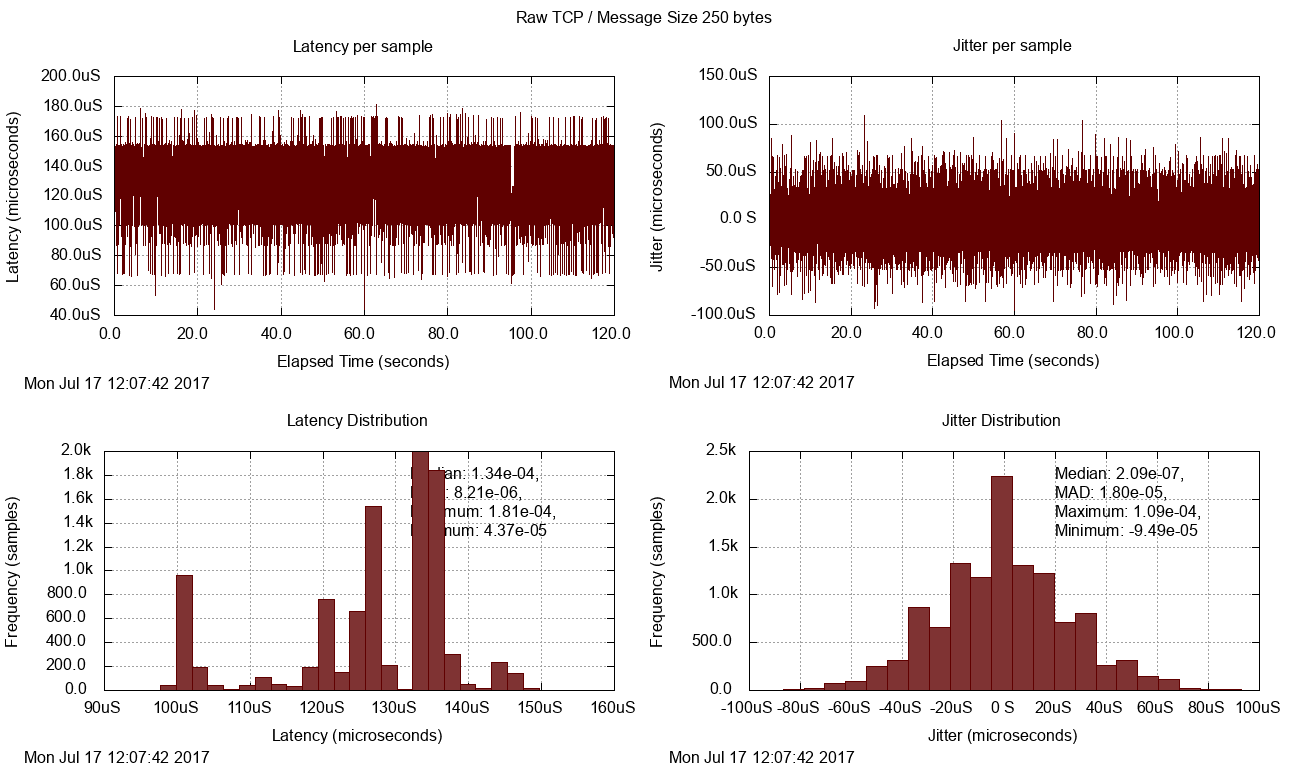 Raw TCP / Message Size 250 bytes
Latency per sample
200.0uS
180.0uS
160.0uS
140.0uS
120.0uS
100.0uS
80.0uS
60.0uS
40.0uS
Latency (microseconds)
0.0 20.0 40.0 60.0 80.0 100.0 120.0
Elapsed Time (seconds)
Mon Jul 17 12:07:42 2017
Jitter per sample
150.0uS
100.0uS
50.0uS
0.0 S
-50.0uS
-100.0uS
Jitter (microseconds)
0.0 20.0 40.0 60.0 80.0 100.0 120.0
Elapsed Time (seconds)
Mon Jul 17 12:07:42 2017
Latency Distribution
2.0k
1.8k
1.6k
1.4k
1.2k
1.0k
800.0
600.0
400.0
200.0
0.0
Frequency (samples)
1.34e-04,
8.21e-06,
1.81e-04,
4.37e-05
90uS 100uS 110uS 120uS 130uS 140uS 150uS 160uS
Latency (microseconds)
Mon Jul 17 12:07:42 2017
Jitter Distribution
2.5k
2.0k
1.5k
1.0k
500.0
0.0
Frequency (samples)
Median: 2.09e-07,
MAD: 1.80e-05,
Maximum: 1.09e-04,
Minimum: -9.49e-05
-100uS -80uS -60uS -40uS -20uS 0 S 20uS 40uS 60uS 80uS 100uS
Jitter (microseconds)
Mon Jul 17 12:07:42 2017